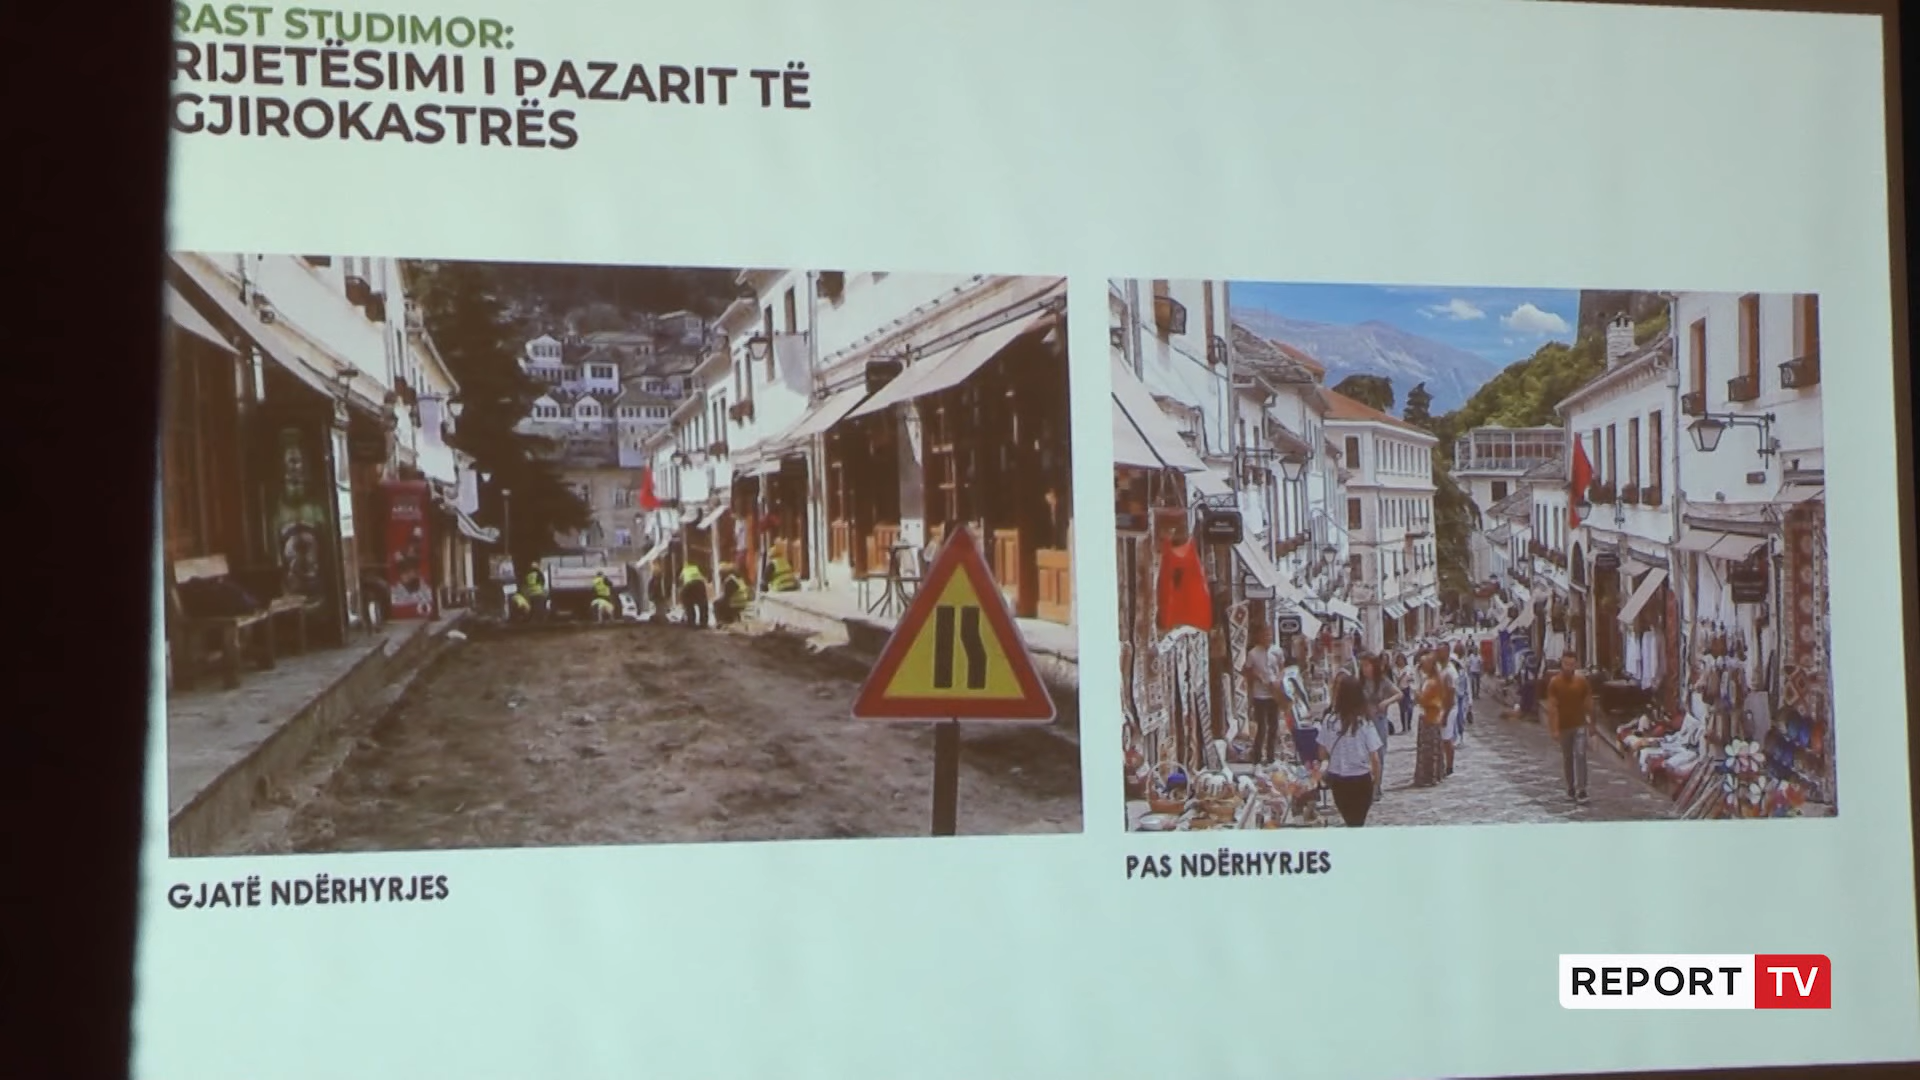 RAST STUDIMOR:
RIJETËSIMI I PAZARIT TË
GJIROKASTRËS
GJATË NDËRHYRJES
PAS NDËRHYRJES
REPORT TV